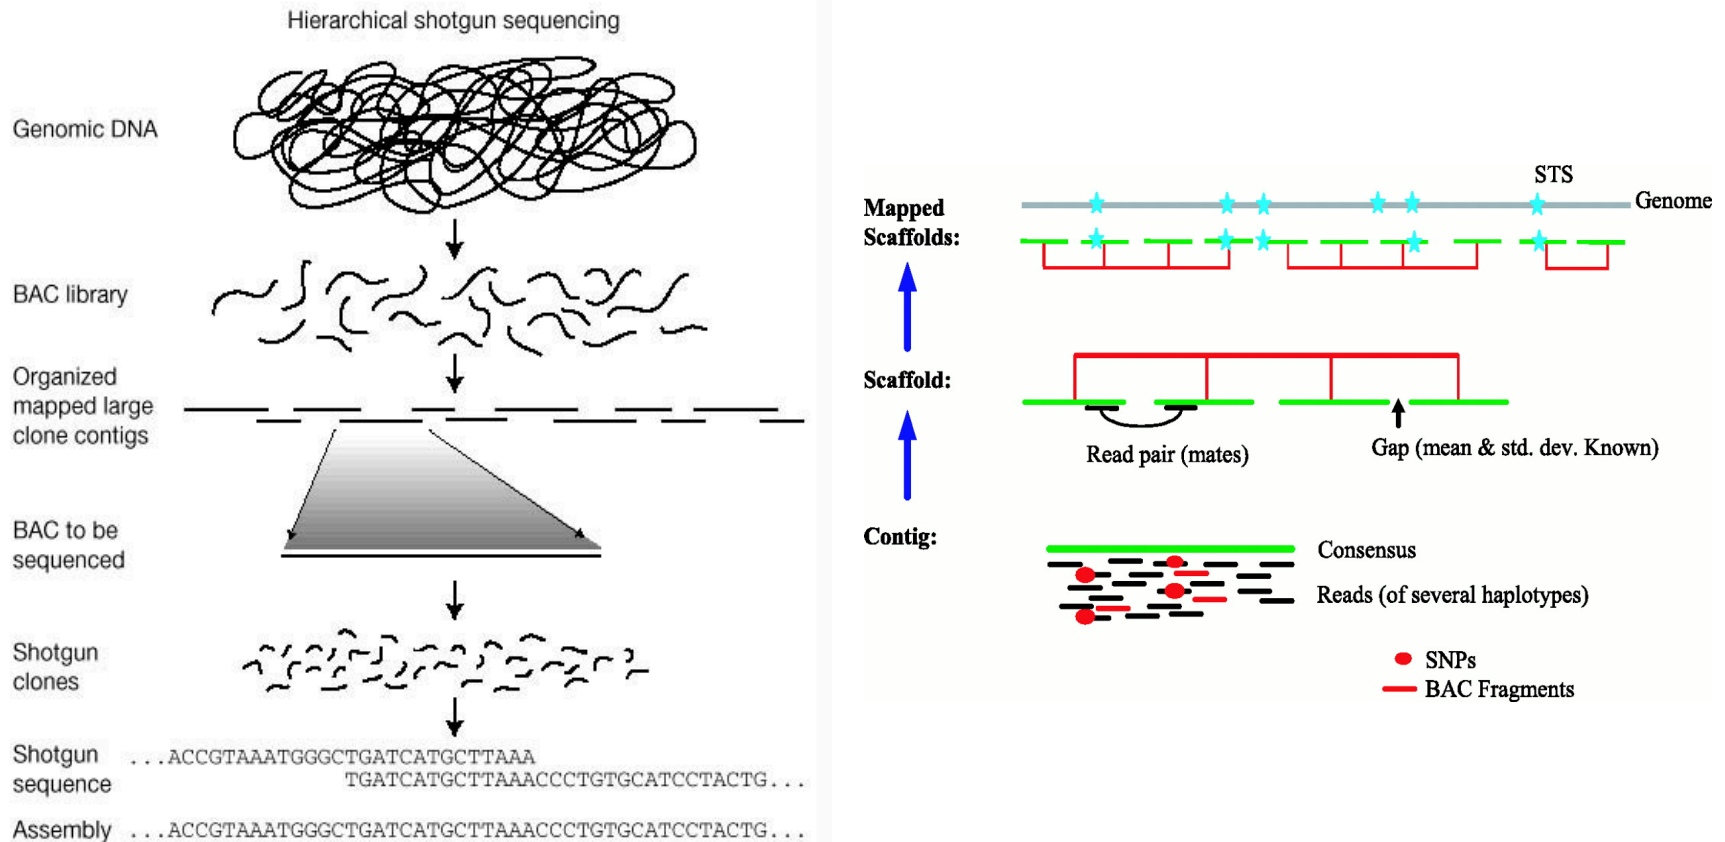 Hierarchical shotgun sequencing
Genomic DNA
BAC library
Organized
mapped large
clone contigs
BAC to be
sequenced
Shotgun
clones
Shotgun
sequence
...ACCGTAAATGGGCTGATCATGCTTAAA
TGATCATGCTTAAACCCTGTGCATCCTACTG...
Assembly
...ACCGTAAATGGGCTGATCATGCTTAAACCCTGTGCATCCTACTG...
STS
Genome
Mapped
Scaffolds:
Scaffold:
Read pair (mates)
Gap (mean & std. dev. Known)
Contig:
Consensus
Reads (of several haplotypes)
SNPs
BAC Fragments